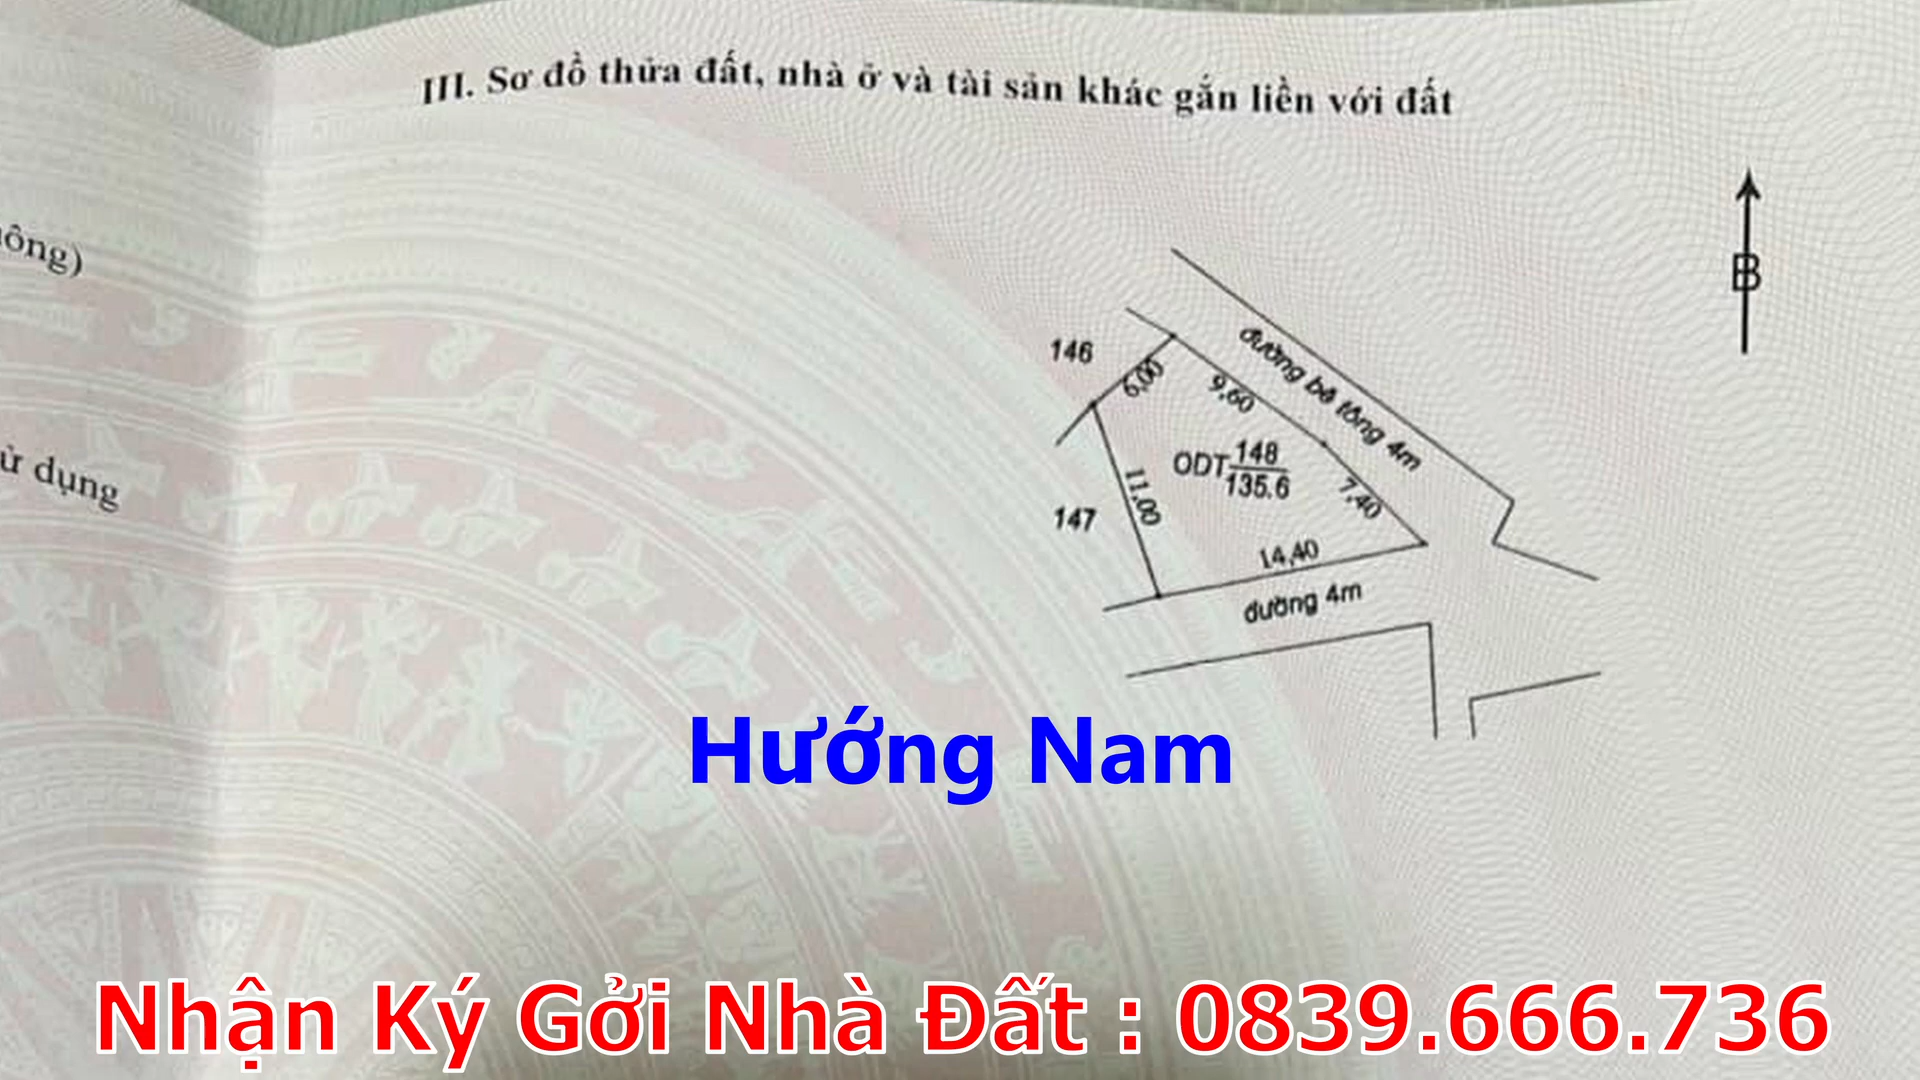 III. Sơ đồ thửa đất, nhà ở và tài sản khác gắn liền với đất
ông)
B
đường bê tông 4m
146
6,00
9,60
ODT 148
135.6
7,40
147
11,00
14,40
đường 4m
dụng
Hướng Nam
Nhận Ký Gởi Nhà Đất : 0839.666.736